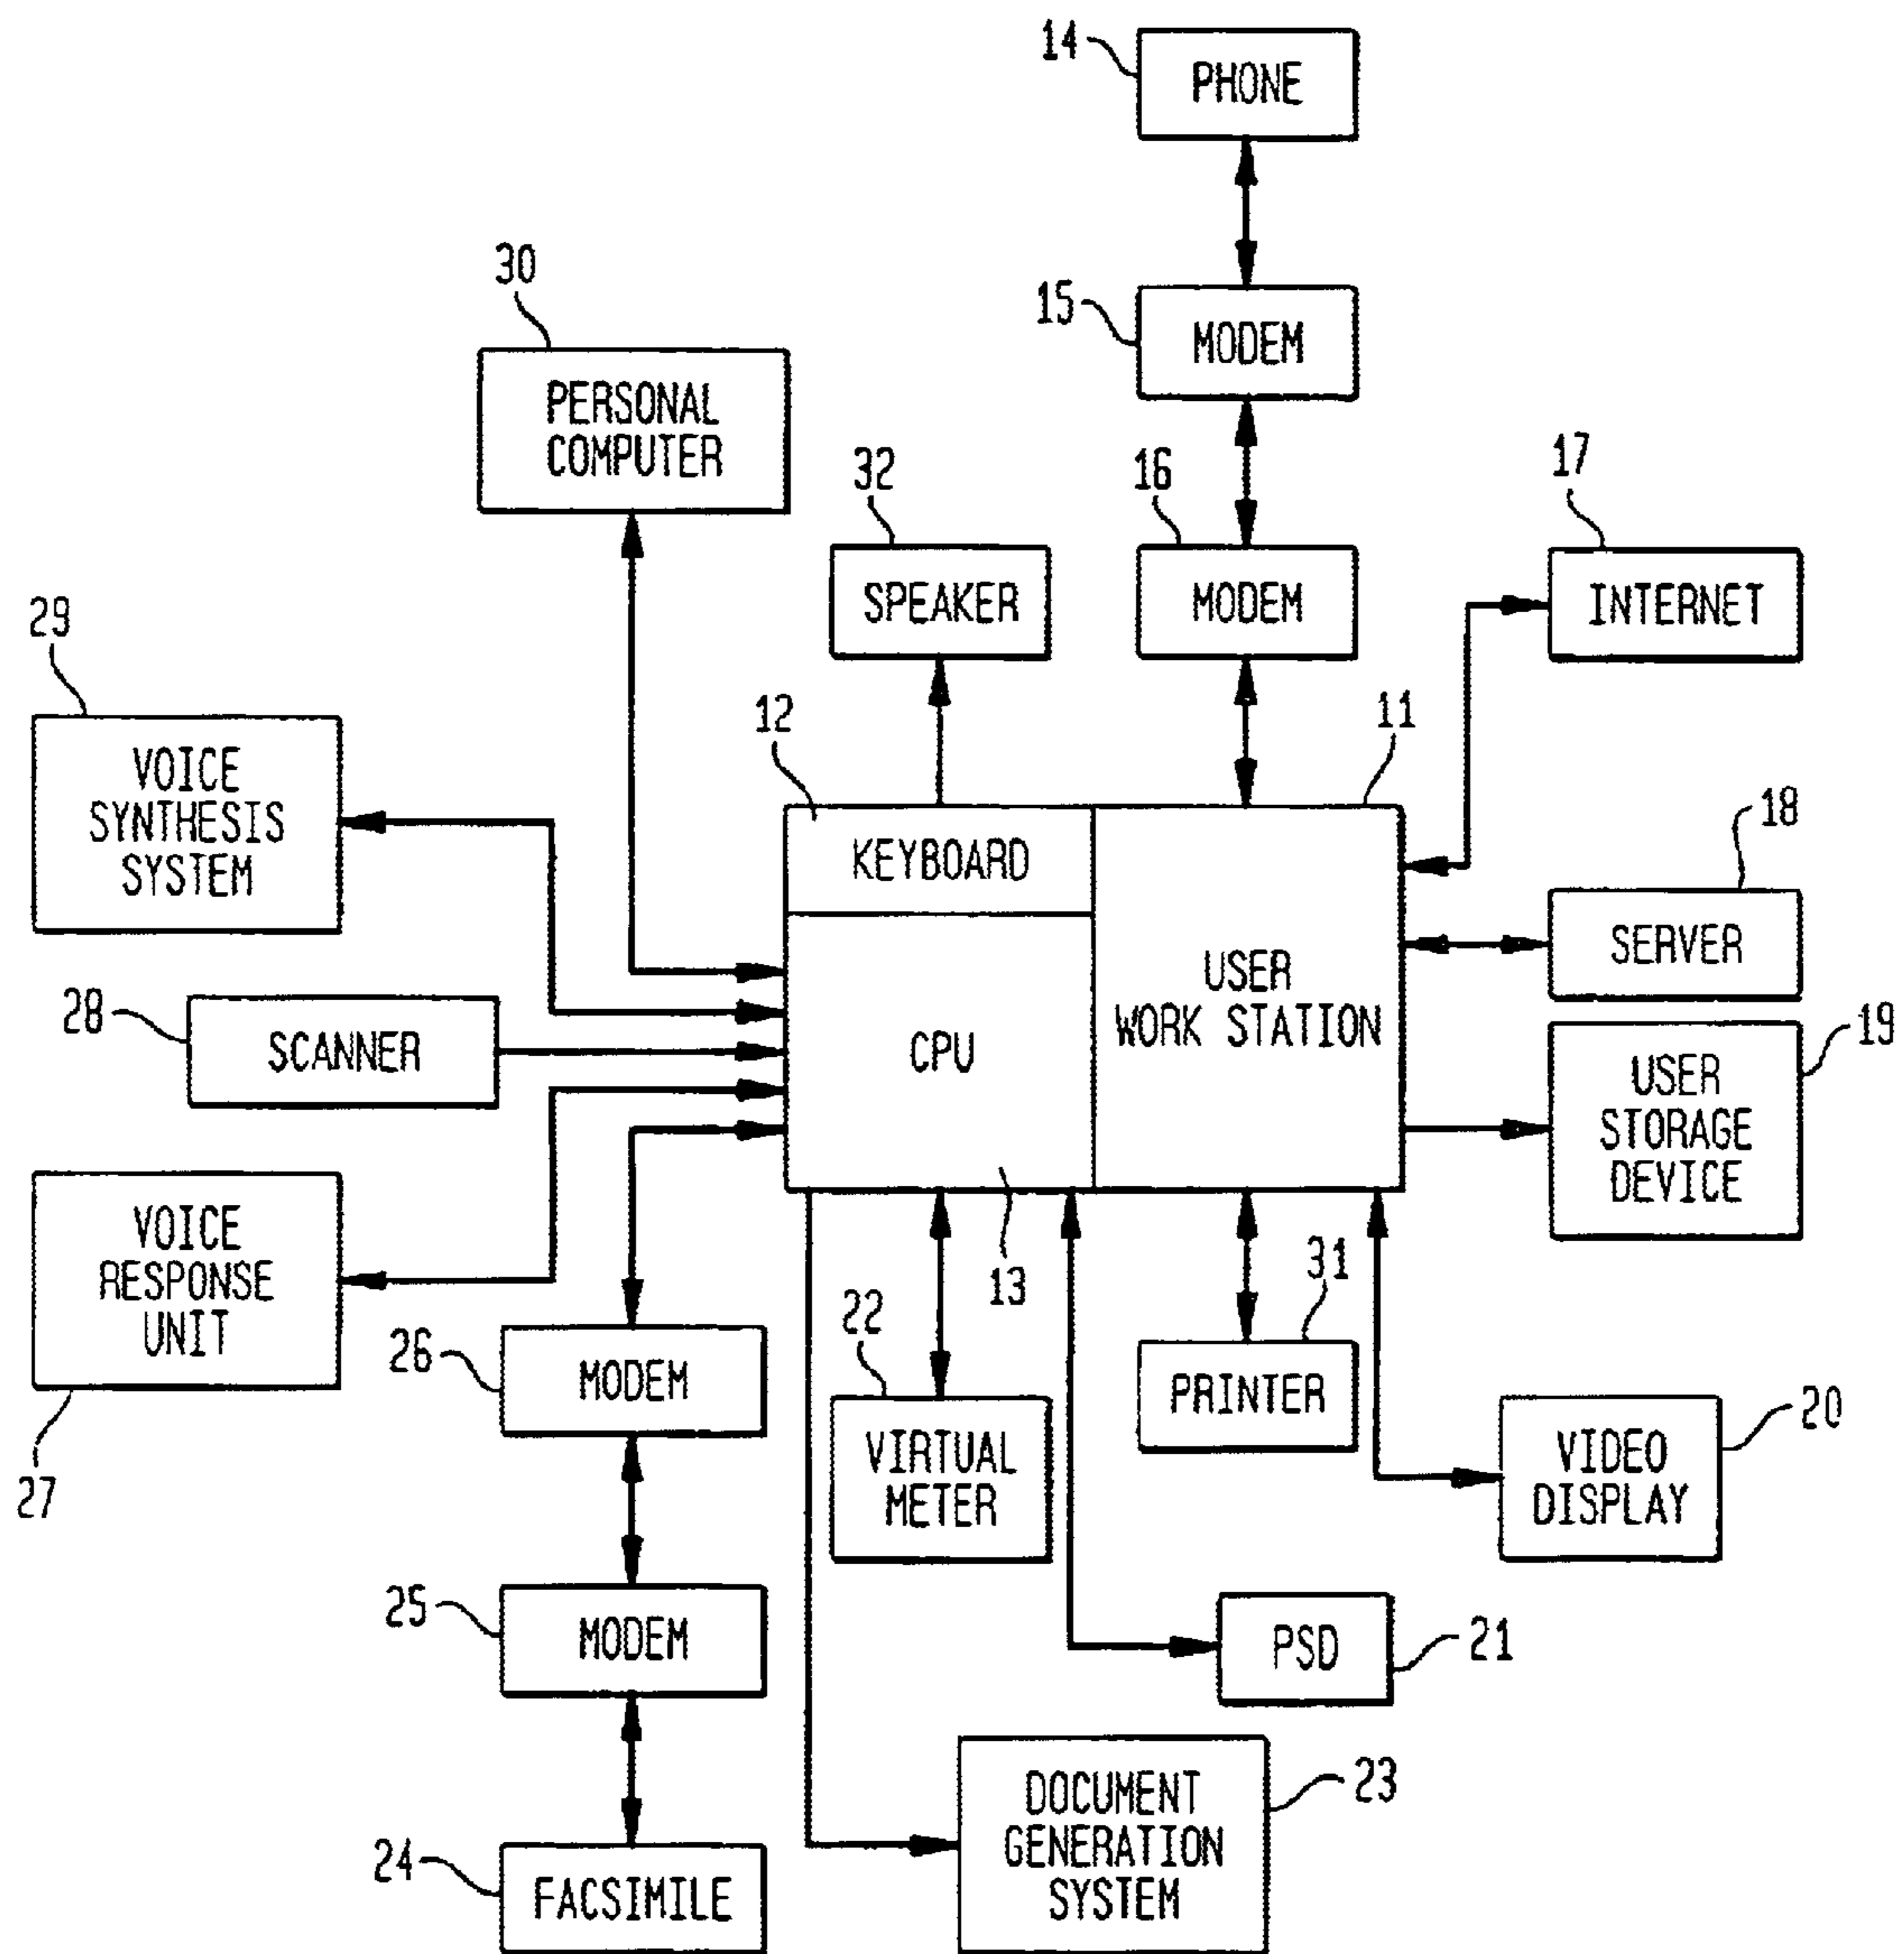 14
PHONE
15
MODEM
30
PERSONAL
COMPUTER
32
SPEAKER
16
MODEM
17
INTERNET
29
VOICE
SYNTHESIS
SYSTEM
12
KEYBOARD
11
USER
WORK STATION
18
SERVER
28
SCANNER
CPU
13
19
USER
STORAGE
DEVICE
VOICE
RESPONSE
UNIT
27
26
MODEM
22
VIRTUAL
METER
31
PRINTER
20
VIDEO
DISPLAY
25
MODEM
PSD
21
24
FACSIMILE
DOCUMENT
GENERATION
SYSTEM
23